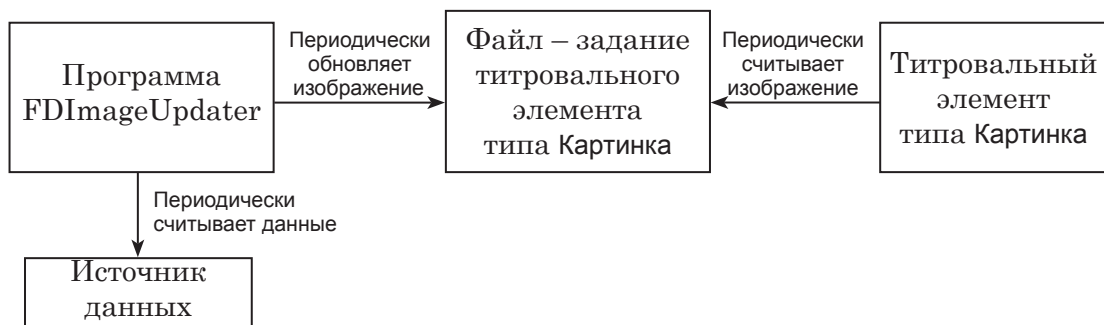 Программа
FDImageUpdater
Периодически
обновляет
изображение
Файл – задание
титровального
элемента
типа Картинка
Периодически
считывает
изображение
Титровальный
элемент
типа Картинка
Периодически
считывает данные
Источник
данных